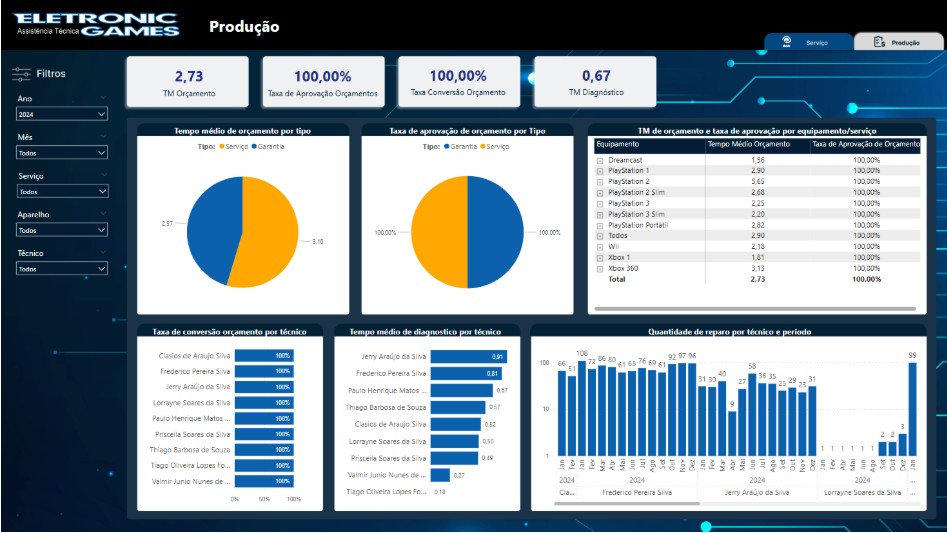 ELETRONIC
Assistência Técnica GAMES
Produção
Serviço
Produção
Filtros
Ano
2024
Mês
Todos
Serviço
Todos
Aparelho
Todos
Técnico
Todos
2,73
TM Orçamento
100,00%
Taxa de Aprovação Orçamentos
100,00%
Taxa Conversão Orçamento
0,67
TM Diagnóstico
Tempo médio de orçamento por tipo
Tipo: Serviço Garantia
2.57
3.10
Taxa de aprovação de orçamento por Tipo
Tipo: Garantia Serviço
100.00%
100.00%
TM de orçamento e taxa de aprovação por equipamento/serviço
Equipamento Tempo Médio Orçamento Taxa de Aprovação de Orçamento
Dreamcast 1,56 100,00%
PlayStation 1 2,90 100,00%
PlayStation 2 5,65 100,00%
PlayStation 2 Slim 2,68 100,00%
PlayStation 3 2,25 100,00%
PlayStation 3 Slim 2,20 100,00%
PlayStation Portátil 2,82 100,00%
Todos 2,90 100,00%
Wii 2,18 100,00%
Xbox 1 1,81 100,00%
Xbox 360 3,13 100,00%
Total 2,73 100,00%
Taxa de conversão orçamento por técnico
Clasios de Araujo Silva 100%
Frederico Pereira Silva 100%
Jerry Araújo da Silva 100%
Lorrayne Soares da Silva 100%
Paulo Henrique Matos ... 100%
Prisceila Soares da Silva 100%
Thiago Barbosa de Souza 100%
Tiago Oliveira Lopes Fo... 100%
Valmir Junio Nunes de ... 100%
0% 50% 100%
Tempo médio de diagnostico por técnico
Jerry Araújo da Silva 0,91
Frederico Pereira Silva 0,81
Paulo Henrique Matos ... 0,67
Thiago Barbosa de Souza 0,57
Clasios de Araujo Silva 0,52
Lorrayne Soares da Silva 0,50
Prisceila Soares da Silva 0,49
Valmir Junio Nunes de ... 0,27
Tiago Oliveira Lopes Fo... 0,18
Quantidade de reparo por técnico e período
100
10
1
66 51 108 72 86 80 61 65 76 69 61 92 97 96 31 30 40 9 27 58 36 35 25 29 23 31 1 1 1 1 1 2 2 3 99
Jan Fev Jan Fev Mar Abr Mai Jun Jul Ago Set Out Nov Dez Jan Fev Mar Abr Mai Jun Jul Ago Set Out Nov Dez Jan Fev Abr Mai Jun Ago Set Out Dez Jan
2024 2024 2024 2024 ...
Cla... Frederico Pereira Silva Jerry Araújo da Silva Lorrayne Soares da Silva ...